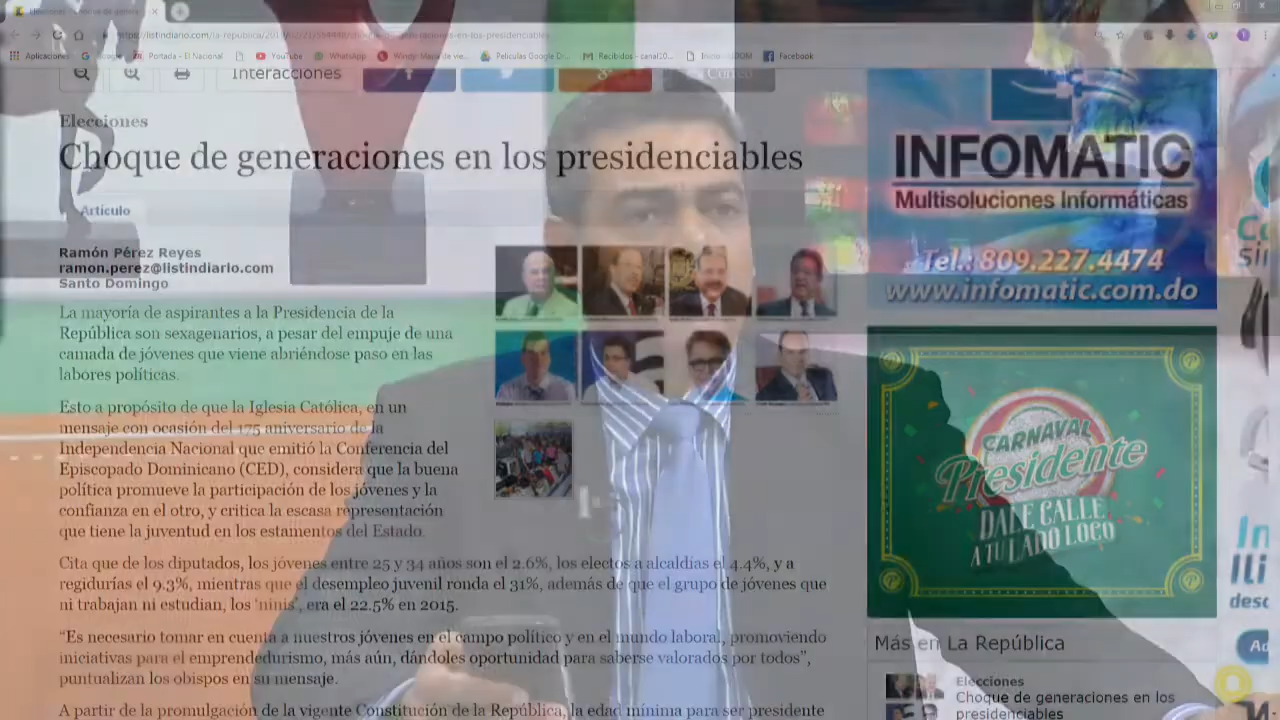 Aplicaciones
Portada - El Nacional
YouTube
WhatsApp
Películas Google D
Recibidos - canal10
Facebook
Interacciones
Correo
Elecciones
Choque de generaciones en los presidenciables
Artículo
Ramón Pérez Reyes
ramon.perez@listindiario.com
Santo Domingo
La mayoría de aspirantes a la Presidencia de la
República son sexagenarios, a pesar del empuje de una
camada de jóvenes que viene abriéndose paso en las
labores políticas.
Esto a propósito de que la Iglesia Católica, en un
mensaje con ocasión del 175 aniversario de la
Independencia Nacional que emitió la Conferencia del
Episcopado Dominicano (CED), considera que la buena
política promueve la participación de los jóvenes y la
confianza en el otro, y critica la escasa representación
que tiene la juventud en los estamentos del Estado.
Cita que de los diputados, los jóvenes entre 25 y 34 años son el 2.6%, los electos a alcaldías el 4.4%, y a
regidurías el 9.3%, mientras que el desempleo juvenil ronda el 31%, además de que el grupo de jóvenes que
ni trabajan ni estudian, los ‘ninis’, era el 22.5% en 2015.
“Es necesario tomar en cuenta a nuestros jóvenes en el campo político y en el mundo laboral, promoviendo
iniciativas para el emprendedurismo, más aún, dándoles oportunidad para saberse valorados por todos”,
puntualizan los obispos en su mensaje.
A partir de la promulgación de la vigente Constitución de la República, la edad mínima para ser presidente
INFOMATIC
Multisoluciones Informáticas
Tel.: 809.227.4474
www.infomatic.com.do
CARNAVAL
Presidente
DALE CALLE
A TU LADO LOCO
Más en La República
Elecciones
Choque de generaciones en los
presidenciables